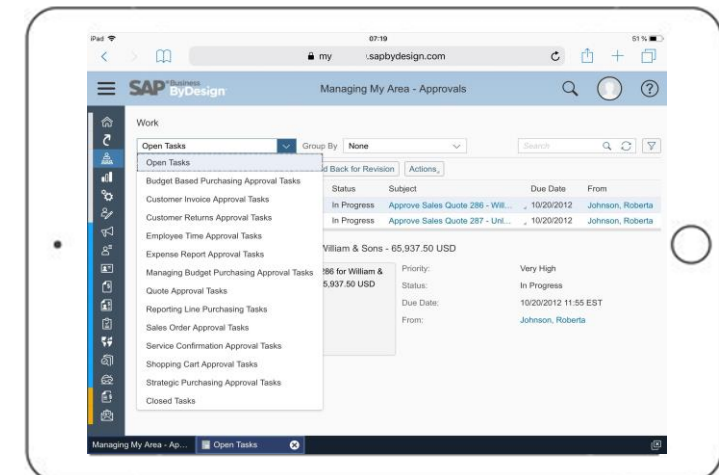 iPad 07:19 51 %
my .sapbydesign.com
SAP Business ByDesign Managing My Area - Approvals
Work
Open Tasks Group By None Search
Open Tasks d Back for Revision Actions
Budget Based Purchasing Approval Tasks
Status Subject Due Date From
Customer Invoice Approval Tasks
In Progress Approve Sales Quote 286 - Will... 10/20/2012 Johnson, Roberta
Customer Returns Approval Tasks
In Progress Approve Sales Quote 287 - Unl... 10/20/2012 Johnson, Roberta
Employee Time Approval Tasks
Expense Report Approval Tasks
William & Sons - 65,937.50 USD
Managing Budget Purchasing Approval Tasks
286 for William &
5,937.50 USD
Priority: Very High
Quote Approval Tasks
Status: In Progress
Reporting Line Purchasing Tasks
Due Date: 10/20/2012 11:55 EST
Sales Order Approval Tasks
From: Johnson, Roberta
Service Confirmation Approval Tasks
Shopping Cart Approval Tasks
Strategic Purchasing Approval Tasks
Closed Tasks
Managing My Area - Ap... Open Tasks